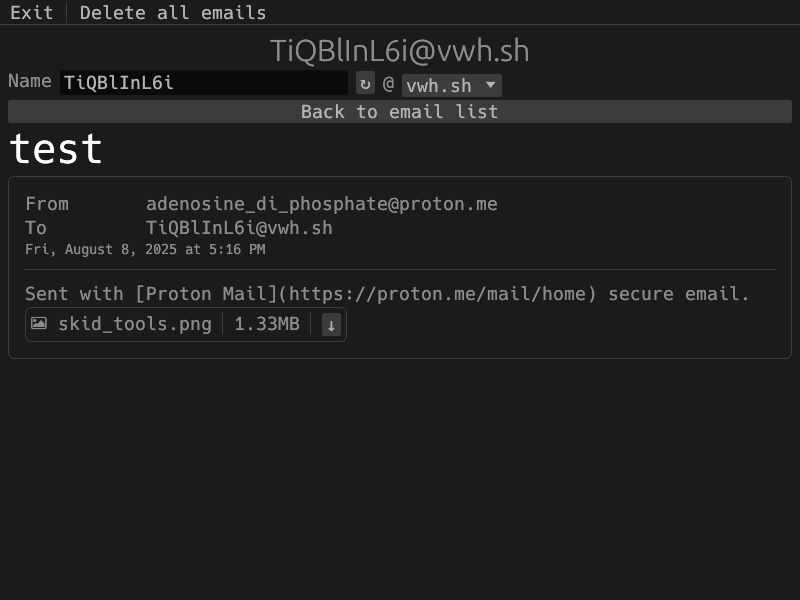 Exit Delete all emails
TiQBlInL6i@vwh.sh
Name TiQBlInL6i ↻ @ vwh.sh ▼
Back to email list
test
From adenosine_di_phosphate@proton.me
To TiQBlInL6i@vwh.sh
Fri, August 8, 2025 at 5:16 PM
Sent with [Proton Mail](https://proton.me/mail/home) secure email.
skid_tools.png 1.33MB ↓